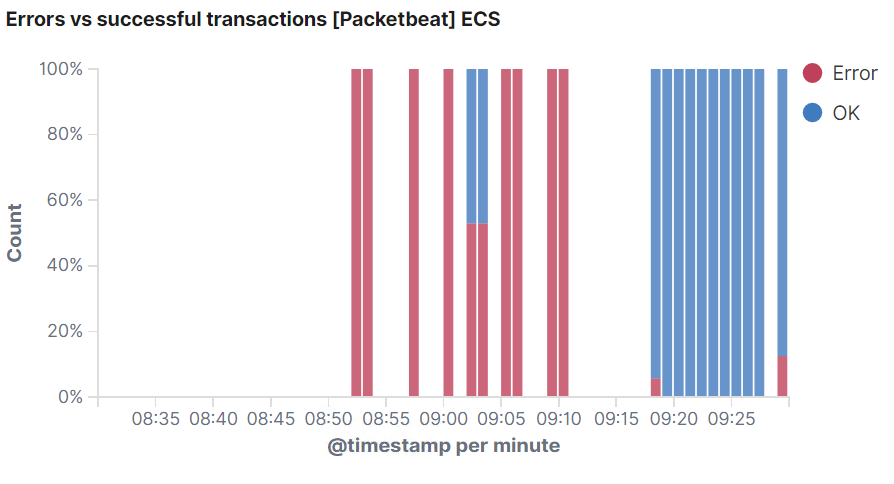 Errors vs successful transactions [Packetbeat] ECS
100%
80%
60%
40%
20%
0%
Count
08:35 08:40 08:45 08:50 08:55 09:00 09:05 09:10 09:15 09:20 09:25
@timestamp per minute
Error
OK